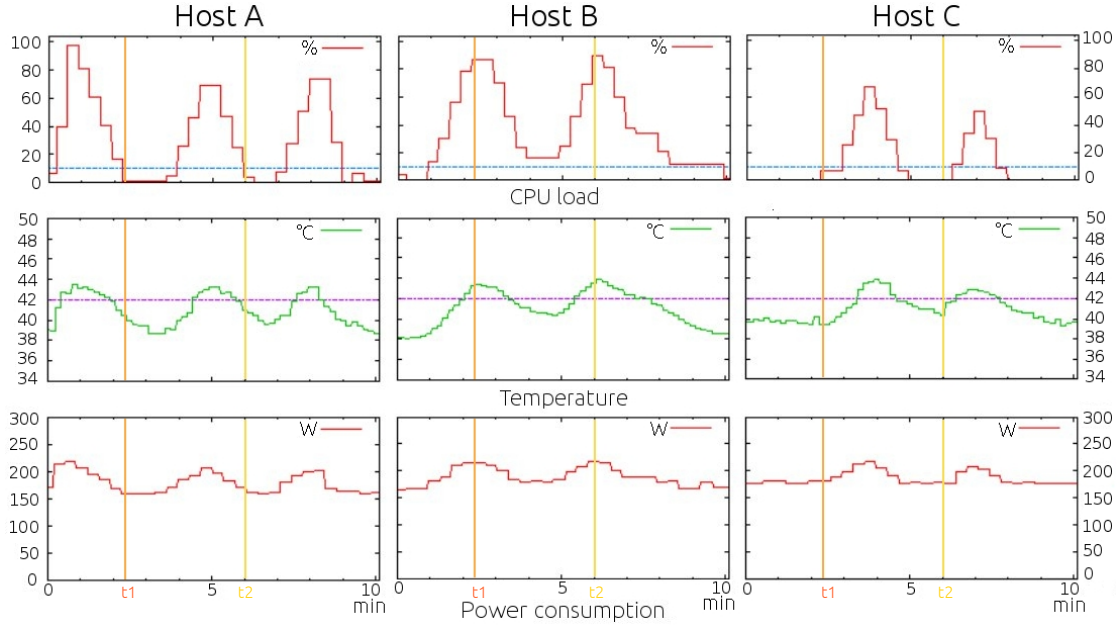 Host A Host B Host C
100 % % % 100
80 80
60 60
40 40
20 20
0 0
CPU load
50 °C °C °C 50
48 48
46 46
44 44
42 42
40 40
38 38
36 36
34 34
Temperature
300 W W W 300
250 250
200 200
150 150
100 100
50 50
0 0
0 5 10 0 5 10 0 5 10
t1 t2 min t1 t2 min t1 t2 min
Power consumption